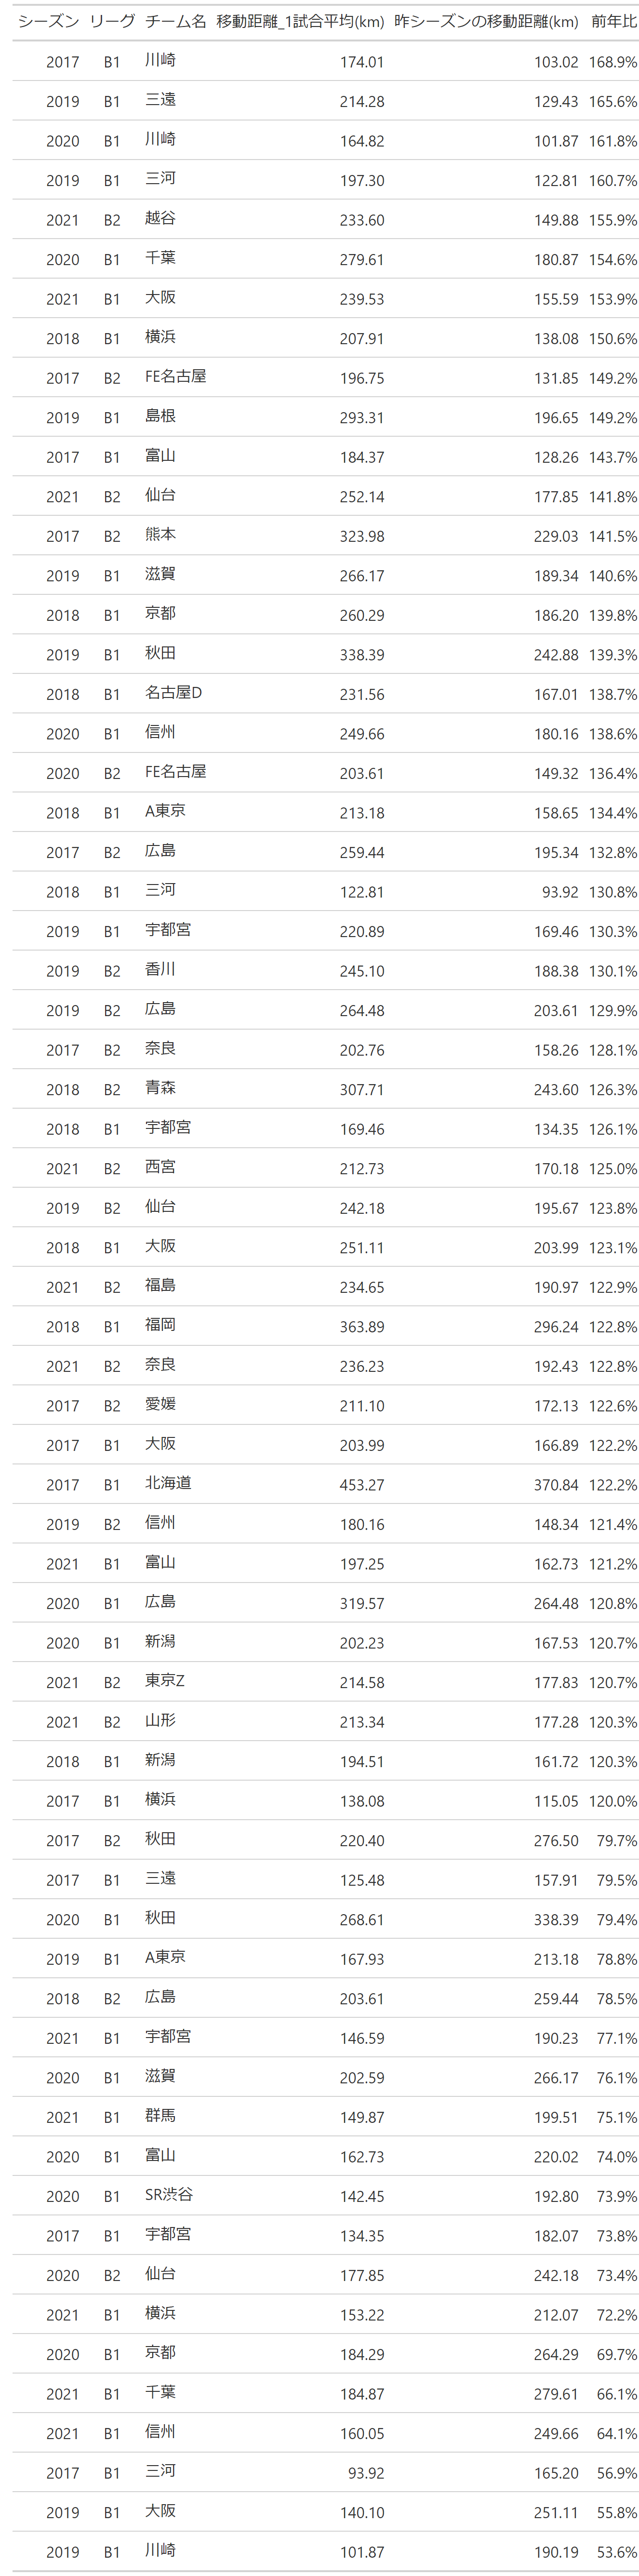 シーズン リーグ チーム名 移動距離_1試合平均(km) 昨シーズンの移動距離(km) 前年比
2017 B1 川崎 174.01 103.02 168.9%
2019 B1 三遠 214.28 129.43 165.6%
2020 B1 川崎 164.82 101.87 161.8%
2019 B1 三河 197.30 122.81 160.7%
2021 B2 越谷 233.60 149.88 155.9%
2020 B1 千葉 279.61 180.87 154.6%
2021 B1 大阪 239.53 155.59 153.9%
2018 B1 横浜 207.91 138.08 150.6%
2017 B2 FE名古屋 196.75 131.85 149.2%
2019 B1 島根 293.31 196.65 149.2%
2017 B1 富山 184.37 128.26 143.7%
2021 B2 仙台 252.14 177.85 141.8%
2017 B2 熊本 323.98 229.03 141.5%
2019 B1 滋賀 266.17 189.34 140.6%
2018 B1 京都 260.29 186.20 139.8%
2019 B1 秋田 338.39 242.88 139.3%
2018 B1 名古屋D 231.56 167.01 138.7%
2020 B1 信州 249.66 180.16 138.6%
2020 B2 FE名古屋 203.61 149.32 136.4%
2018 B1 A東京 213.18 158.65 134.4%
2017 B2 広島 259.44 195.34 132.8%
2018 B1 三河 122.81 93.92 130.8%
2019 B1 宇都宮 220.89 169.46 130.3%
2019 B2 香川 245.10 188.38 130.1%
2019 B2 広島 264.48 203.61 129.9%
2017 B2 奈良 202.76 158.26 128.1%
2018 B2 青森 307.71 243.60 126.3%
2018 B1 宇都宮 169.46 134.35 126.1%
2021 B2 西宮 212.73 170.18 125.0%
2019 B2 仙台 242.18 195.67 123.8%
2018 B1 大阪 251.11 203.99 123.1%
2021 B2 福島 234.65 190.97 122.9%
2018 B1 福岡 363.89 296.24 122.8%
2021 B2 奈良 236.23 192.43 122.8%
2017 B2 愛媛 211.10 172.13 122.6%
2017 B1 大阪 203.99 166.89 122.2%
2017 B1 北海道 453.27 370.84 122.2%
2019 B2 信州 180.16 148.34 121.4%
2021 B1 富山 197.25 162.73 121.2%
2020 B1 広島 319.57 264.48 120.8%
2020 B1 新潟 202.23 167.53 120.7%
2021 B2 東京Z 214.58 177.83 120.7%
2021 B2 山形 213.34 177.28 120.3%
2018 B1 新潟 194.51 161.72 120.3%
2017 B1 横浜 138.08 115.05 120.0%
2017 B2 秋田 220.40 276.50 79.7%
2017 B1 三遠 125.48 157.91 79.5%
2020 B1 秋田 268.61 338.39 79.4%
2019 B1 A東京 167.93 213.18 78.8%
2018 B2 広島 203.61 259.44 78.5%
2021 B1 宇都宮 146.59 190.23 77.1%
2020 B1 滋賀 202.59 266.17 76.1%
2021 B1 群馬 149.87 199.51 75.1%
2020 B1 富山 162.73 220.02 74.0%
2020 B1 SR渋谷 142.45 192.80 73.9%
2017 B1 宇都宮 134.35 182.07 73.8%
2020 B2 仙台 177.85 242.18 73.4%
2021 B1 横浜 153.22 212.07 72.2%
2020 B1 京都 184.29 264.29 69.7%
2021 B1 千葉 184.87 279.61 66.1%
2021 B1 信州 160.05 249.66 64.1%
2017 B1 三河 93.92 165.20 56.9%
2019 B1 大阪 140.10 251.11 55.8%
2019 B1 川崎 101.87 190.19 53.6%